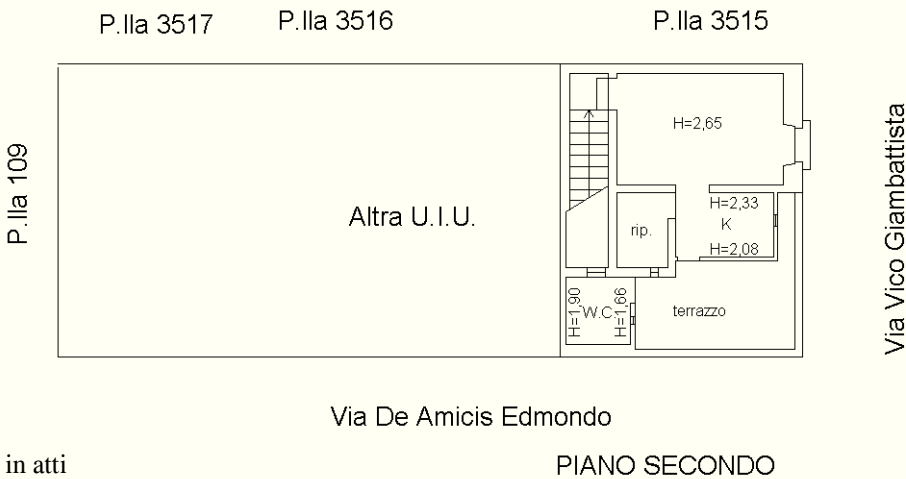 P.lla 3517
P.lla 3516
P.lla 3515
P.lla 109
Altra U.I.U.
H=2,65
H=2,33
K
H=2,08
rip.
H=1,90
W.C.
H=1,66
terrazzo
Via Vico Giambattista
Via De Amicis Edmondo
in atti
PIANO SECONDO